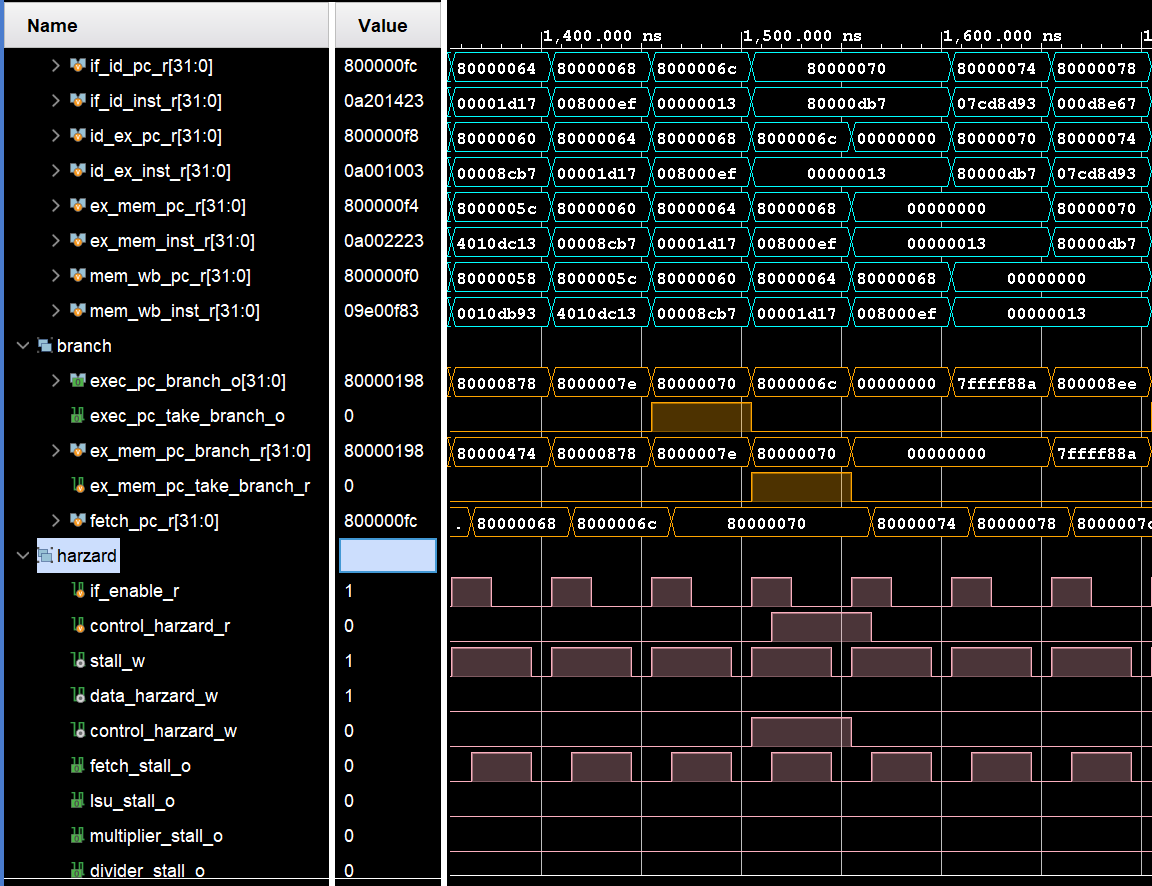 Name Value
1,400.000 ns 1,500.000 ns 1,600.000 ns 1
if_id_pc_r[31:0] 800000fc 80000064 80000068 8000006c 80000070 80000074 80000078
if_id_inst_r[31:0] 0a201423 00001d17 008000ef 00000013 80000db7 07cd8d93 000d8e67
id_ex_pc_r[31:0] 800000f8 80000060 80000064 80000068 8000006c 00000000 80000070 80000074
id_ex_inst_r[31:0] 0a001003 00008cb7 00001d17 008000ef 00000013 80000db7 07cd8d93
ex_mem_pc_r[31:0] 800000f4 8000005c 80000060 80000064 80000068 00000000 80000070
ex_mem_inst_r[31:0] 0a002223 4010dc13 00008cb7 00001d17 008000ef 00000013 80000db7
mem_wb_pc_r[31:0] 800000f0 80000058 8000005c 80000060 80000064 80000068 00000000
mem_wb_inst_r[31:0] 09e00f83 0010db93 4010dc13 00008cb7 00001d17 008000ef 00000013
branch
exec_pc_branch_o[31:0] 80000198 80000878 8000007e 80000070 8000006c 00000000 7ffff88a 800008ee
exec_pc_take_branch_o 0
ex_mem_pc_branch_r[31:0] 80000198 80000474 80000878 8000007e 80000070 00000000 7ffff88a
ex_mem_pc_take_branch_r 0
fetch_pc_r[31:0] 800000fc . 80000068 8000006c 80000070 80000074 80000078 8000007c
harzard
if_enable_r 1
control_harzard_r 0
stall_w 1
data_harzard_w 1
control_harzard_w 0
fetch_stall_o 0
lsu_stall_o 0
multiplier_stall_o 0
divider_stall_o 0